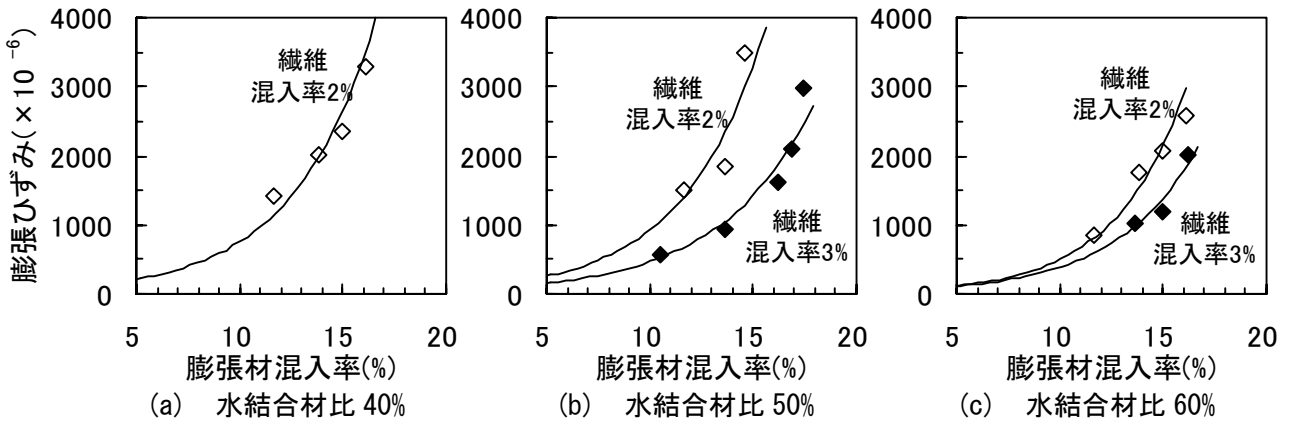 膨張ひずみ(×10⁻⁶)
4000
3000
2000
1000
0
5 10 15 20
繊維
混入率2%
膨張材混入率(%)
(a) 水結合材比 40%
4000
3000
2000
1000
0
5 10 15 20
繊維
混入率2%
繊維
混入率3%
膨張材混入率(%)
(b) 水結合材比 50%
4000
3000
2000
1000
0
5 10 15 20
繊維
混入率2%
繊維
混入率3%
膨張材混入率(%)
(c) 水結合材比 60%